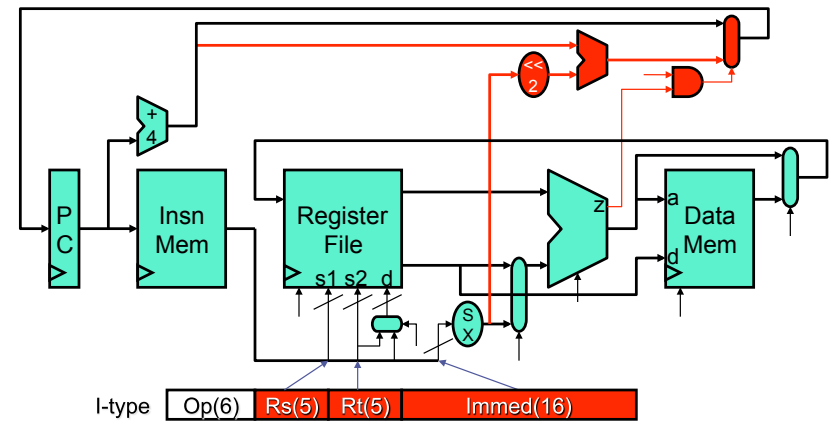 <<
2
+
4
P
C
Insn
Mem
Register
File
s1 s2 d
z
a
Data
Mem
d
S
X
I-type
Op(6)
Rs(5)
Rt(5)
Immed(16)